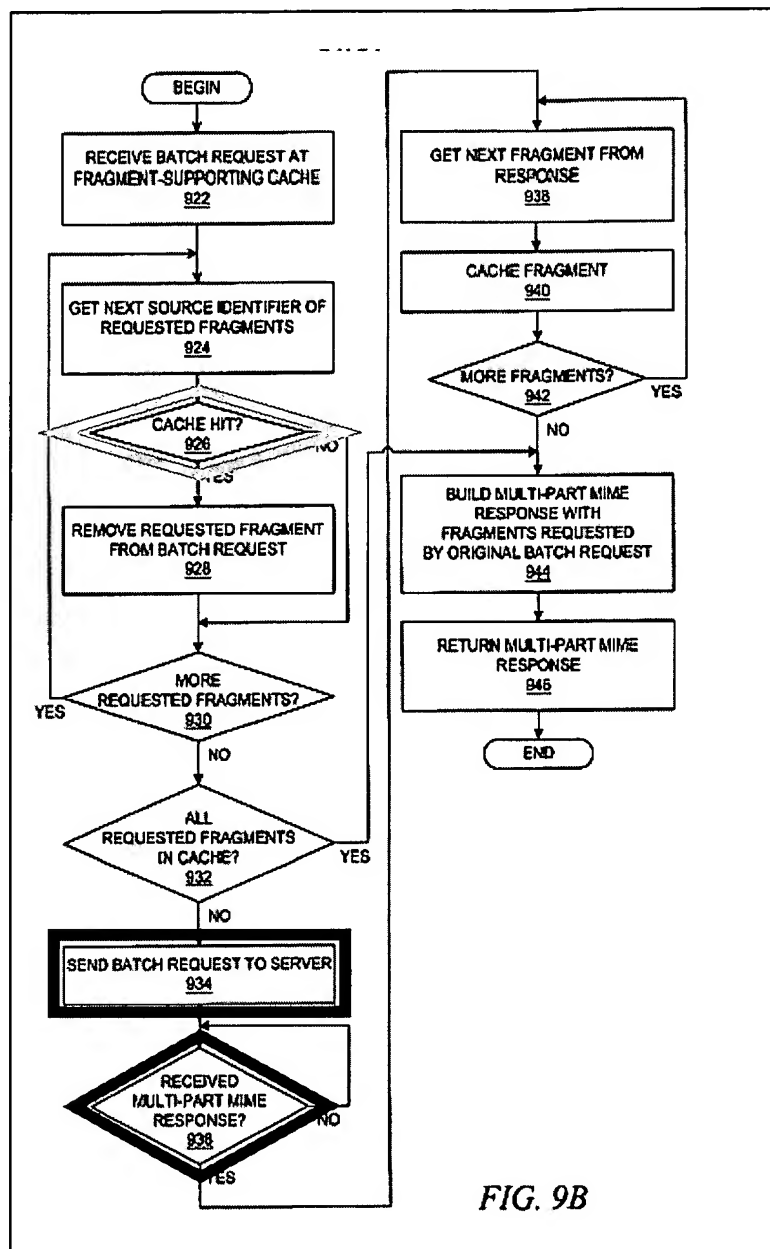 BEGIN
RECEIVE BATCH REQUEST AT
FRAGMENT-SUPPORTING CACHE
922
GET NEXT SOURCE IDENTIFIER OF
REQUESTED FRAGMENTS
924
CACHE HIT?
926
NO
YES
REMOVE REQUESTED FRAGMENT
FROM BATCH REQUEST
928
MORE
REQUESTED FRAGMENTS?
930
YES
NO
ALL
REQUESTED FRAGMENTS
IN CACHE?
932
YES
NO
SEND BATCH REQUEST TO SERVER
934
RECEIVED
MULTI-PART MIME
RESPONSE?
936
NO
YES
GET NEXT FRAGMENT FROM
RESPONSE
938
CACHE FRAGMENT
940
MORE FRAGMENTS?
942
YES
NO
BUILD MULTI-PART MIME
RESPONSE WITH
FRAGMENTS REQUESTED
BY ORIGINAL BATCH REQUEST
944
RETURN MULTI-PART MIME
RESPONSE
946
END
FIG. 9B